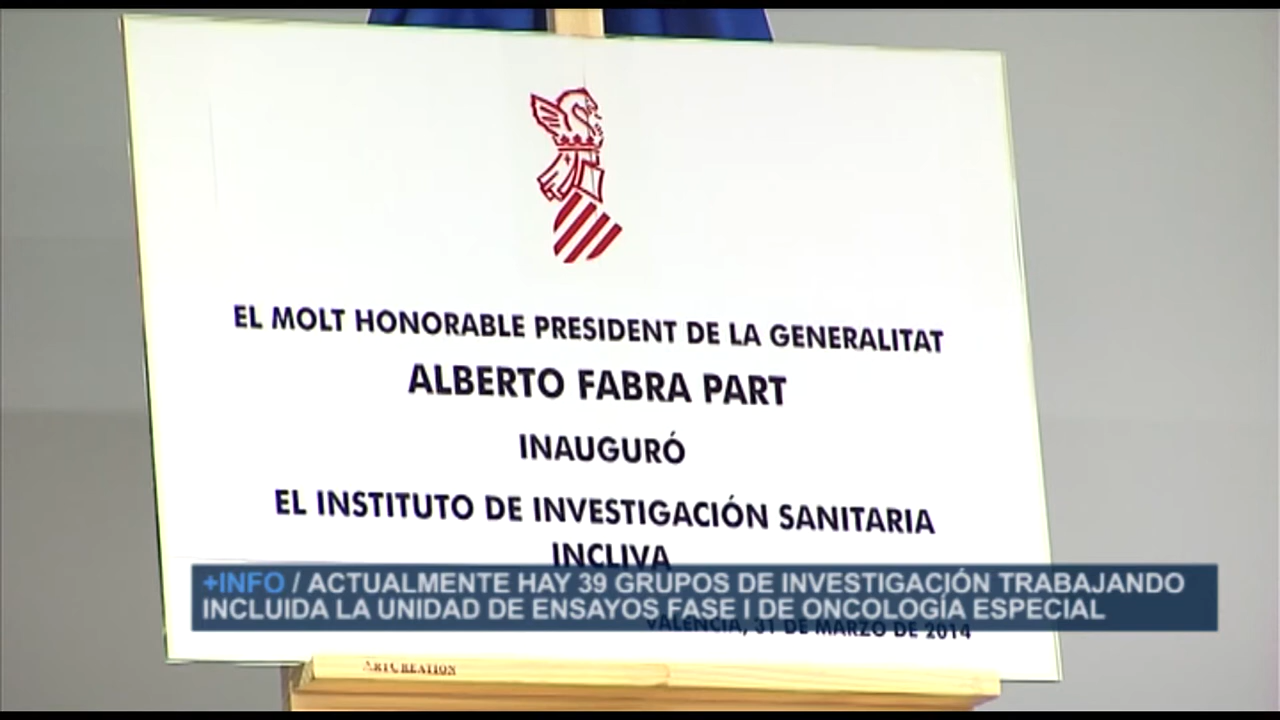 EL MOLT HONORABLE PRESIDENT DE LA GENERALITAT
ALBERTO FABRA PART
INAUGURÓ
EL INSTITUTO DE INVESTIGACIÓN SANITARIA
INCLIVA
+INFO / ACTUALMENTE HAY 39 GRUPOS DE INVESTIGACIÓN TRABAJANDO
INCLUIDA LA UNIDAD DE ENSAYOS FASE I DE ONCOLOGÍA ESPECIAL
VALENCIA, 31 DE MARZO DE 2014
ARTCREATION